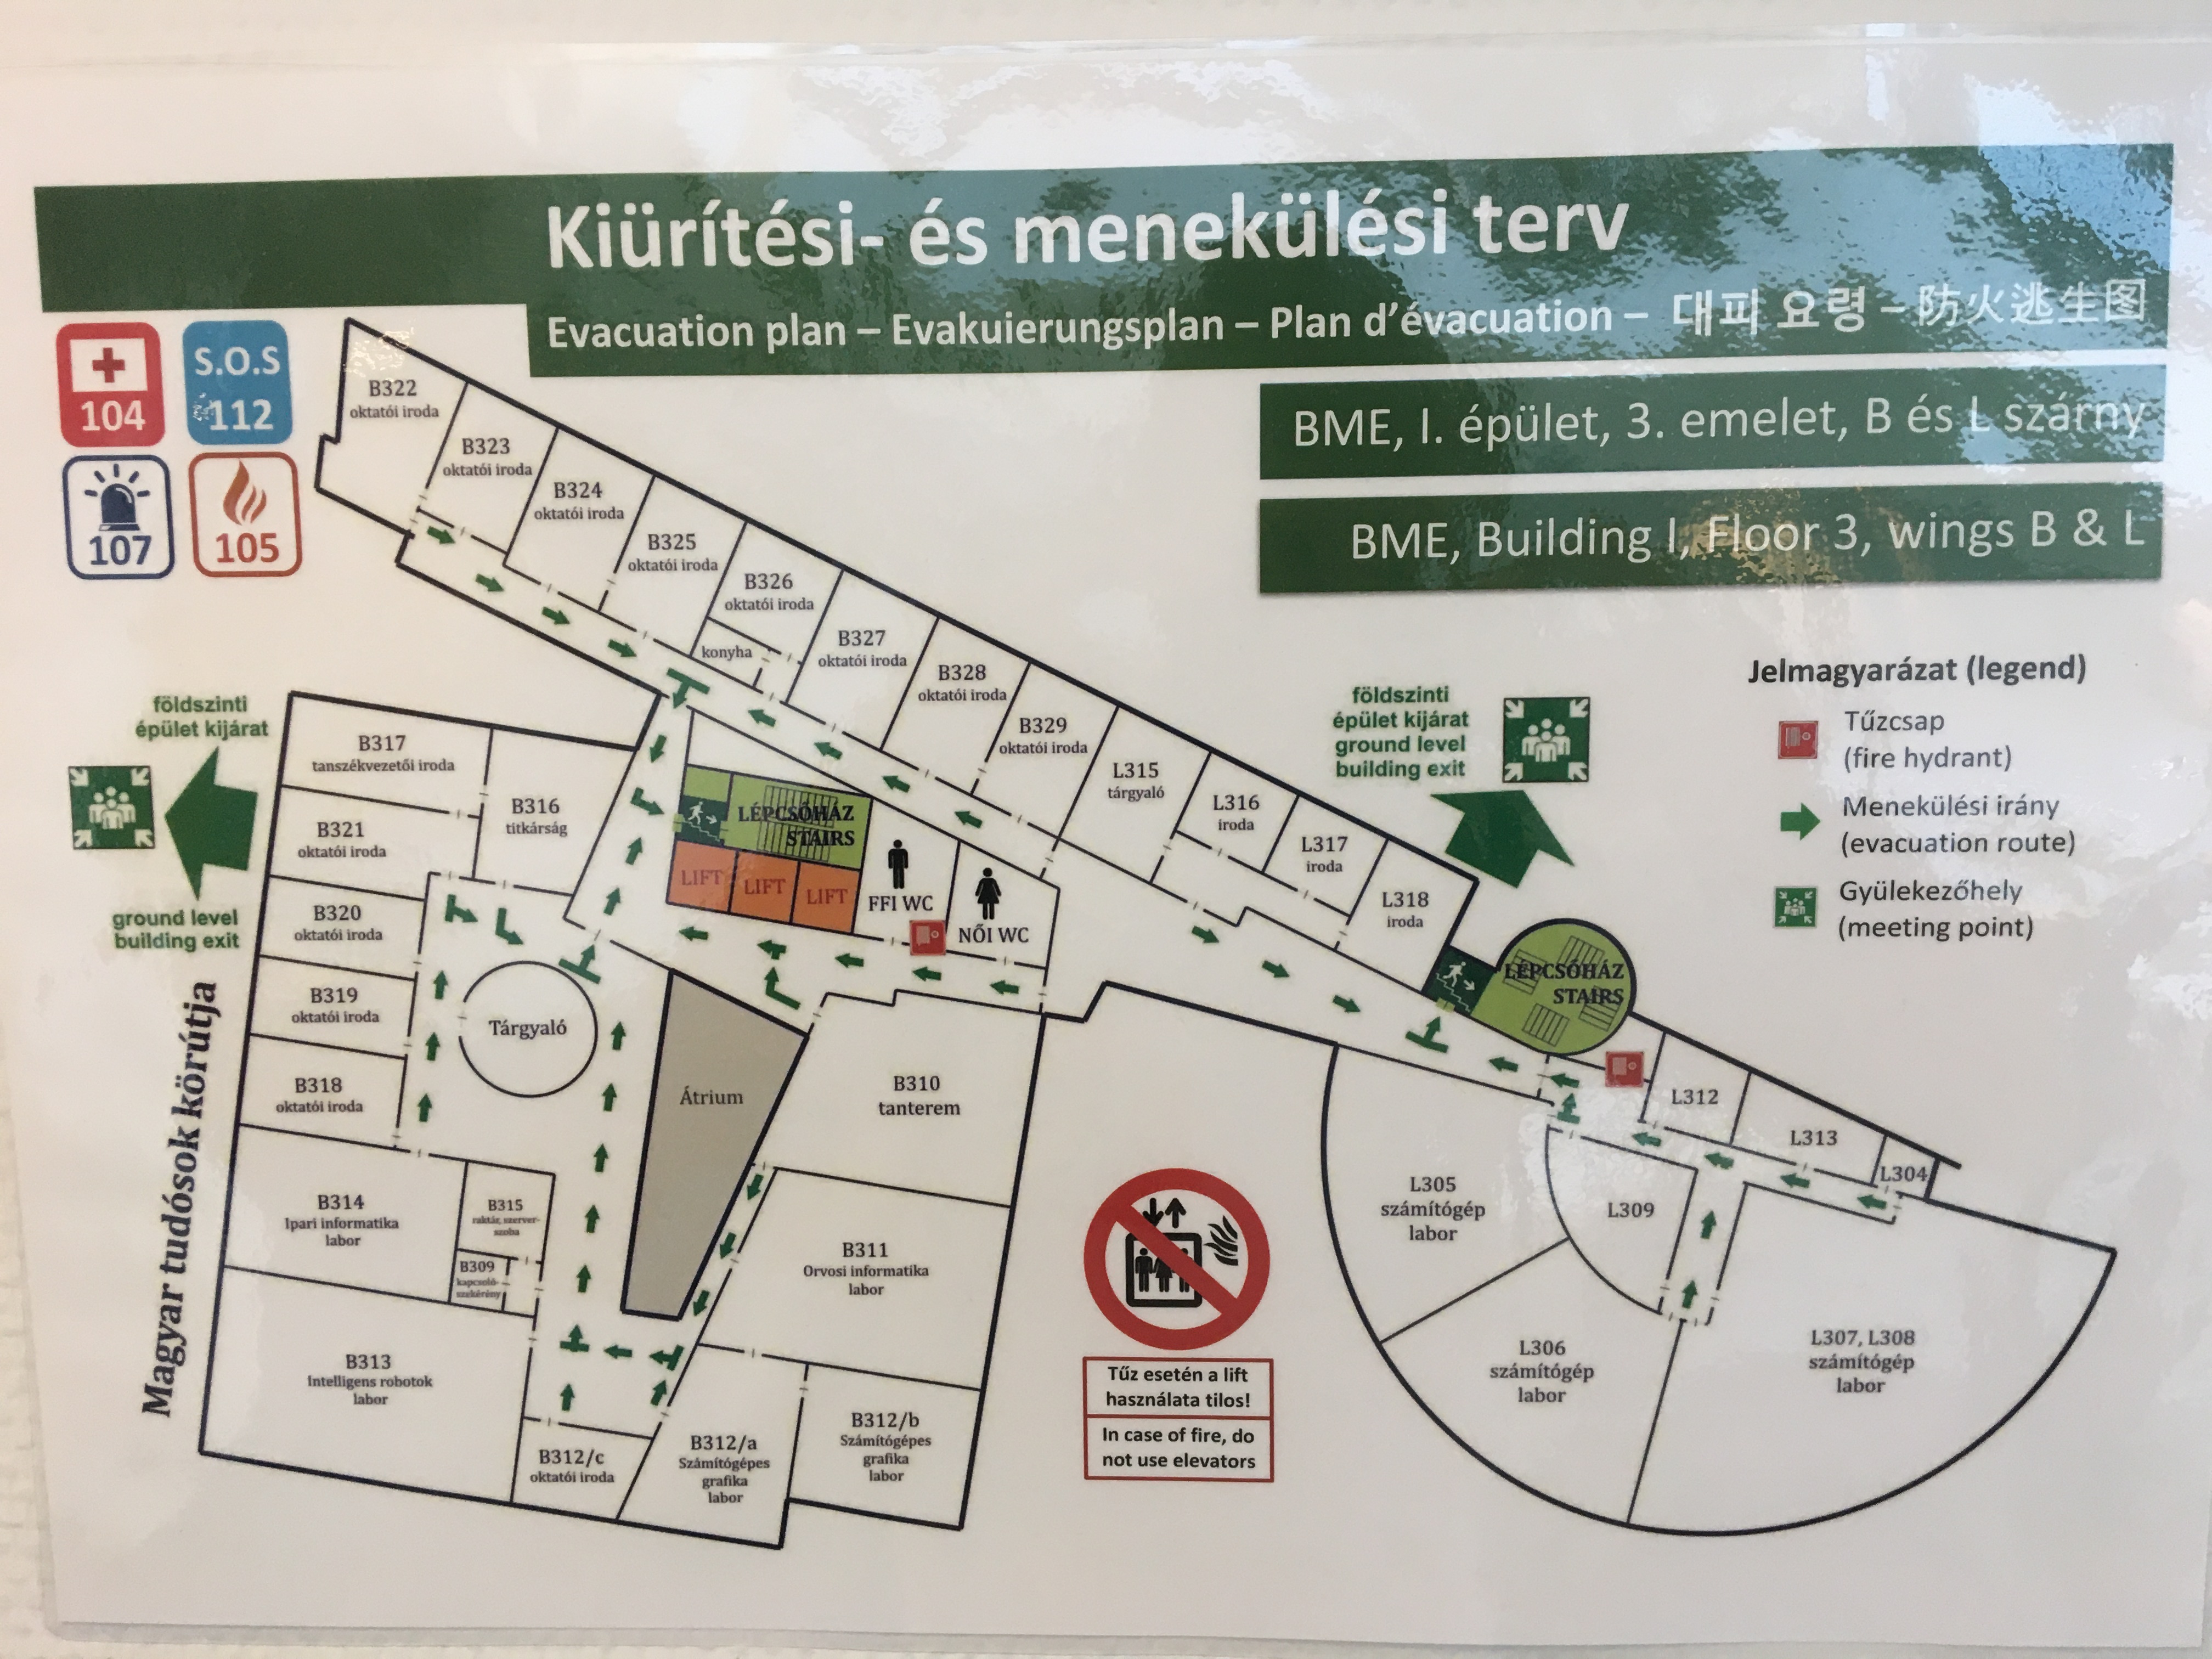 Kiürítési- és menekülési terv
Evacuation plan – Evakuierungsplan – Plan d'évacuation – 대피 요령 – 防火逃生图
BME, I. épület, 3. emelet, B és L szárny
BME, Building I, Floor 3, wings B & L
104
S.O.S
112
107
105
B322
oktatói iroda
B323
oktatói iroda
B324
oktatói iroda
B325
oktatói iroda
B326
oktatói iroda
konyha
B327
oktatói iroda
B328
oktatói iroda
B329
oktatói iroda
L315
tárgyaló
L316
iroda
L317
iroda
L318
iroda
földszinti
épület kijárat
ground level
building exit
Jelmagyarázat (legend)
Tűzcsap
(fire hydrant)
Menekülési irány
(evacuation route)
Gyülekezőhely
(meeting point)
földszinti
épület kijárat
ground level
building exit
Magyar tudósok körútja
B317
tanszékvezetői iroda
B316
titkárság
B321
oktatói iroda
B320
oktatói iroda
B319
oktatói iroda
B318
oktatói iroda
Tárgyaló
LÉPCSŐHÁZ
STAIRS
LIFT
LIFT
LIFT
FFI WC
NŐI WC
Átrium
B310
tanterem
B314
Ipari informatika
labor
B315
raktár, szerver-
szoba
B309
kapcsoló-
szekrény
B311
Orvosi informatika
labor
B313
Intelligens robotok
labor
B312/c
oktatói iroda
B312/a
Számítógépes
grafika
labor
B312/b
Számítógépes
grafika
labor
LÉPCSŐHÁZ
STAIRS
L312
L313
L304
L305
számítógép
labor
L309
L306
számítógép
labor
L307, L308
számítógép
labor
Tűz esetén a lift
használata tilos!
In case of fire, do
not use elevators